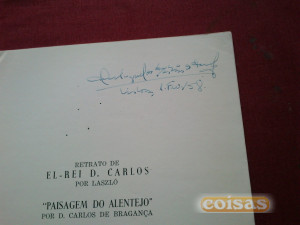 RETRATO DE
EL-REI D. CARLOS
POR LASZLO
"PAISAGEM DO ALENTEJO"
POR D. CARLOS DE BRAGANÇA
coisas